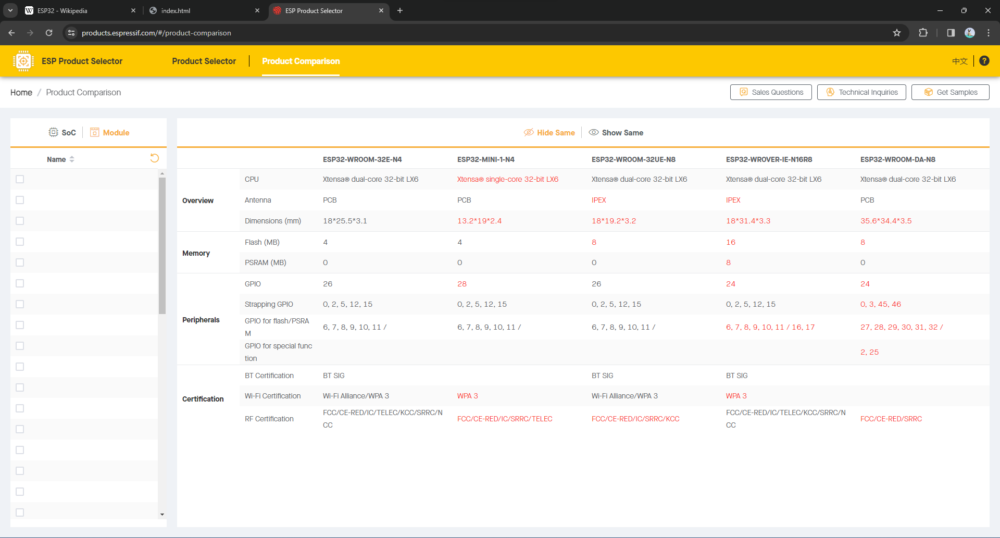 ESP32 - Wikipedia
index.html
ESP Product Selector
products.espressif.com/#/product-comparison
ESP Product Selector Product Selector Product Comparison 中文 ?
Home / Product Comparison Sales Questions Technical Inquiries Get Samples
SoC Module Hide Same Show Same
Name ESP32-WROOM-32E-N4 ESP32-MINI-1-N4 ESP32-WROOM-32UE-N8 ESP32-WROVER-IE-N16R8 ESP32-WROOM-DA-N8
Overview
CPU Xtensa® dual-core 32-bit LX6 Xtensa® single-core 32-bit LX6 Xtensa® dual-core 32-bit LX6 Xtensa® dual-core 32-bit LX6 Xtensa® dual-core 32-bit LX6
Antenna PCB PCB IPEX IPEX PCB
Dimensions (mm) 18*25.5*3.1 13.2*19*2.4 18*19.2*3.2 18*31.4*3.3 35.6*34.4*3.5
Memory
Flash (MB) 4 4 8 16 8
PSRAM (MB) 0 0 0 8 0
Peripherals
GPIO 26 28 26 24 24
Strapping GPIO 0, 2, 5, 12, 15 0, 2, 5, 12, 15 0, 2, 5, 12, 15 0, 2, 5, 12, 15 0, 3, 45, 46
GPIO for flash/PSRA
M 6, 7, 8, 9, 10, 11 / 6, 7, 8, 9, 10, 11 / 6, 7, 8, 9, 10, 11 / 6, 7, 8, 9, 10, 11 / 16, 17 27, 28, 29, 30, 31, 32 /
GPIO for special func
tion 2, 25
Certification
BT Certification BT SIG BT SIG BT SIG
Wi-Fi Certification Wi-Fi Alliance/WPA 3 WPA 3 Wi-Fi Alliance/WPA 3 WPA 3
RF Certification FCC/CE-RED/IC/TELEC/KCC/SRRC/N
CC FCC/CE-RED/IC/SRRC/TELEC FCC/CE-RED/IC/SRRC/KCC FCC/CE-RED/IC/TELEC/KCC/SRRC/N
CC FCC/CE-RED/SRRC